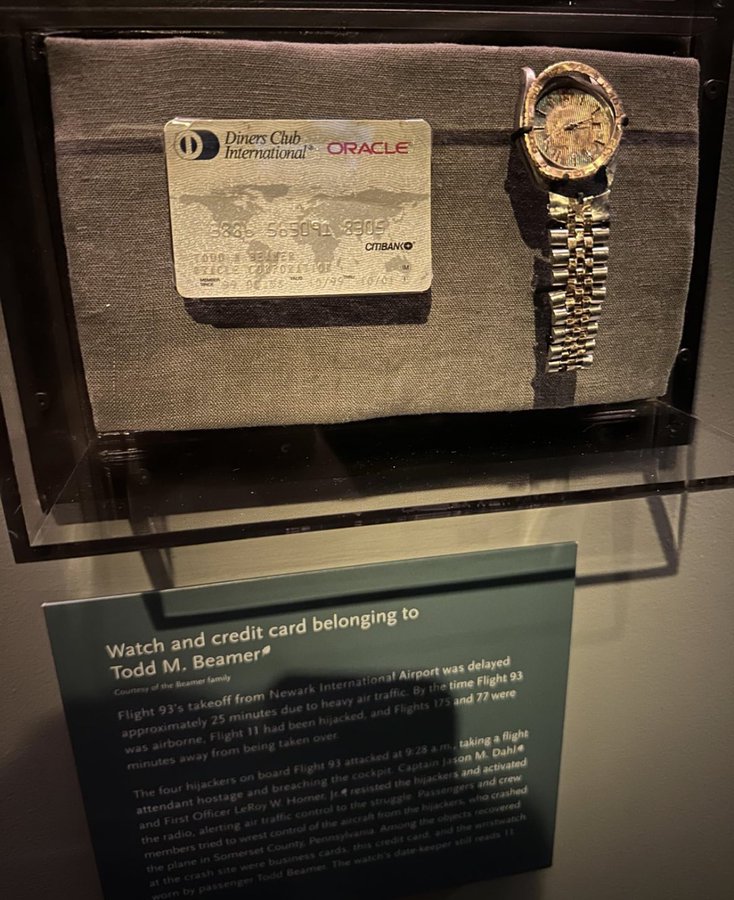 Diners Club
International® ORACLE®
CITIBANK
TODD M BEAMER
ORACLE CORPORATION
MEMBER SINCE VALID THRU
Watch and credit card belonging to
Todd M. Beamer
Courtesy of the Beamer family
Flight 93's takeoff from Newark International Airport was delayed
approximately 25 minutes due to heavy air traffic. By the time Flight 93
was airborne, Flight 11 had been hijacked, and Flights 175 and 77 were
minutes away from being taken over.
The four hijackers on board Flight 93 attacked at 9:28 a.m., taking a flight
attendant hostage and breaching the cockpit. Captain Jason M. Dahl
and First Officer LeRoy W. Homer, Jr. resisted the hijackers and activated
the radio, alerting air traffic control to the struggle. Passengers and crew
members tried to wrest control of the aircraft from the hijackers, who crashed
the plane in Somerset County, Pennsylvania. Among the objects recovered
at the crash site were business cards, this credit card, and the wristwatch
worn by passenger Todd Beamer. The watch's date-keeper still reads 11